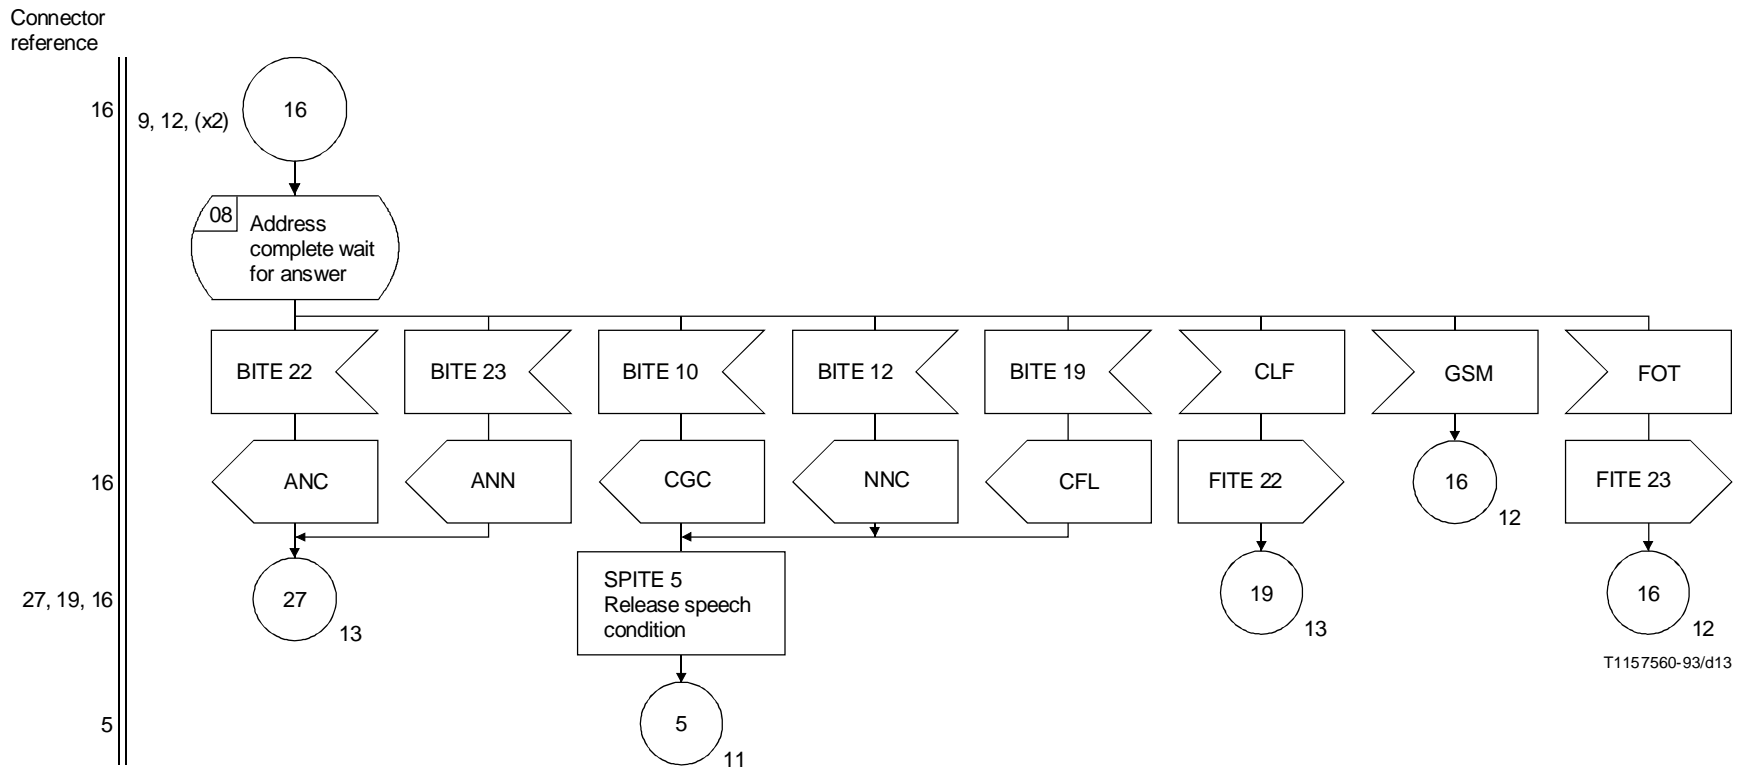 Connector
reference
16
9, 12, (x2)
16
08
Address
complete wait
for answer
BITE 22
BITE 23
BITE 10
BITE 12
BITE 19
CLF
GSM
FOT
16
ANC
ANN
CGC
NNC
CFL
FITE 22
16
12
FITE 23
27, 19, 16
27
13
SPITE 5
Release speech
condition
19
13
16
12
T1157560-93/d13
5
5
11